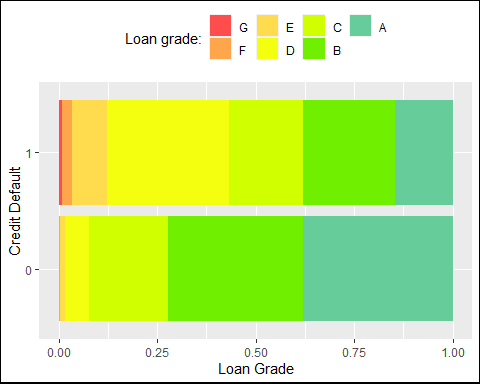 Loan grade: G E C A
F D B
Credit Default
1
0
0.00 0.25 0.50 0.75 1.00
Loan Grade